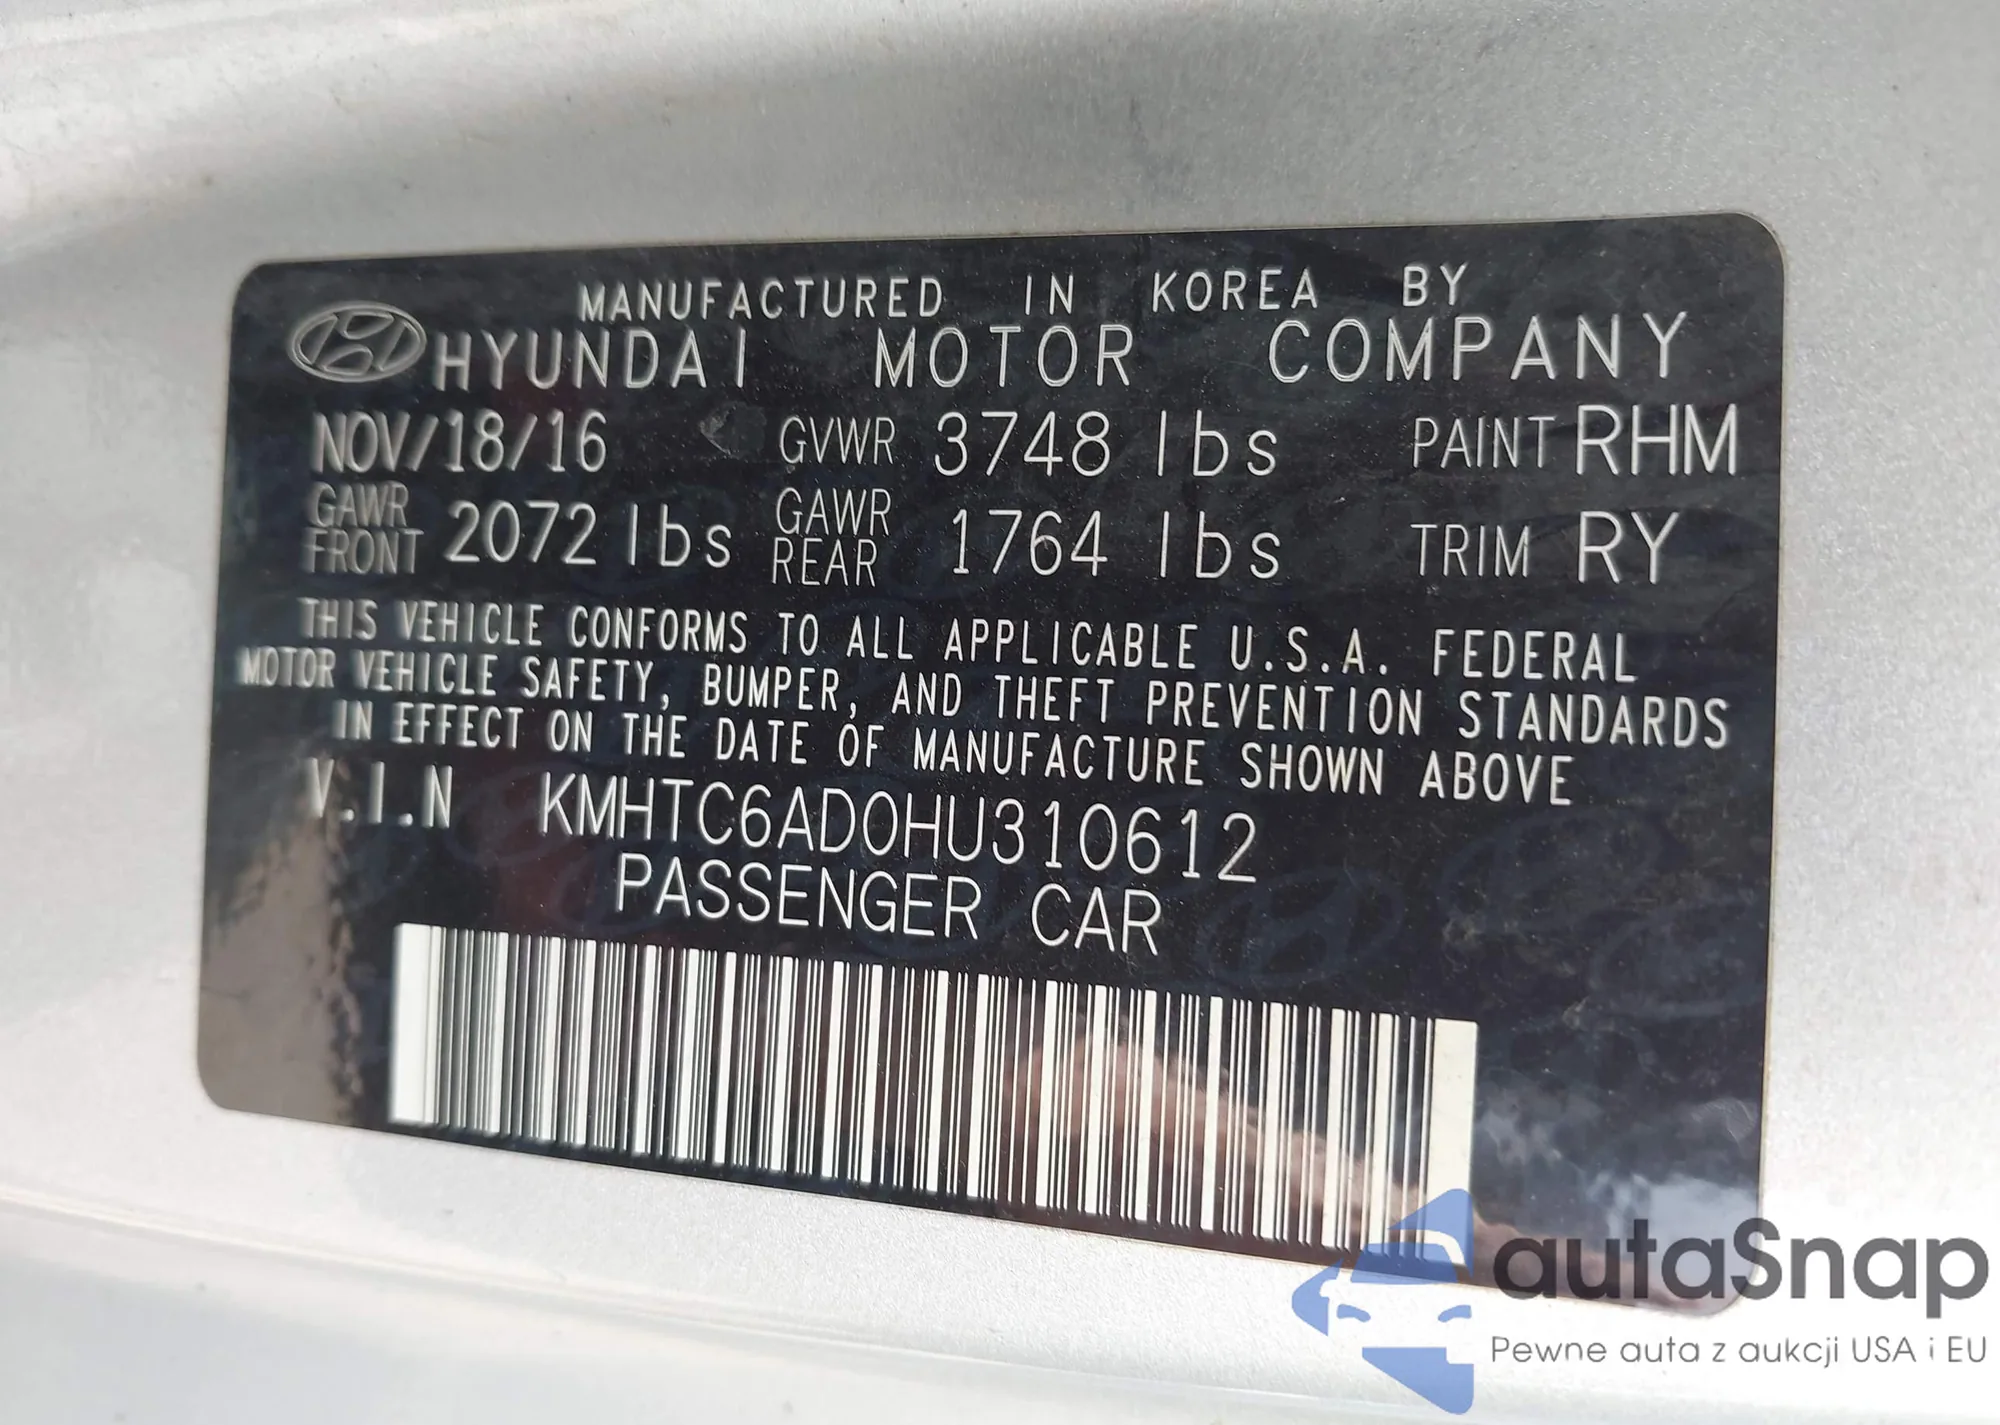 MANUFACTURED IN KOREA BY
HYUNDAI MOTOR COMPANY
NOV/18/16 GVWR 3748 lbs PAINT RHM
GAWR FRONT 2072 lbs GAWR REAR 1764 lbs TRIM RY
THIS VEHICLE CONFORMS TO ALL APPLICABLE U.S.A. FEDERAL
MOTOR VEHICLE SAFETY, BUMPER, AND THEFT PREVENTION STANDARDS
IN EFFECT ON THE DATE OF MANUFACTURE SHOWN ABOVE
V.I.N KMHTC6AD0HU310612
PASSENGER CAR
autaSnap
Pewne auta z aukcji USA i EU